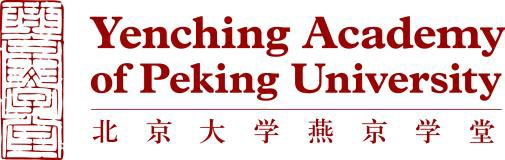 Yenching Academy
of Peking University
北京大学燕京学堂